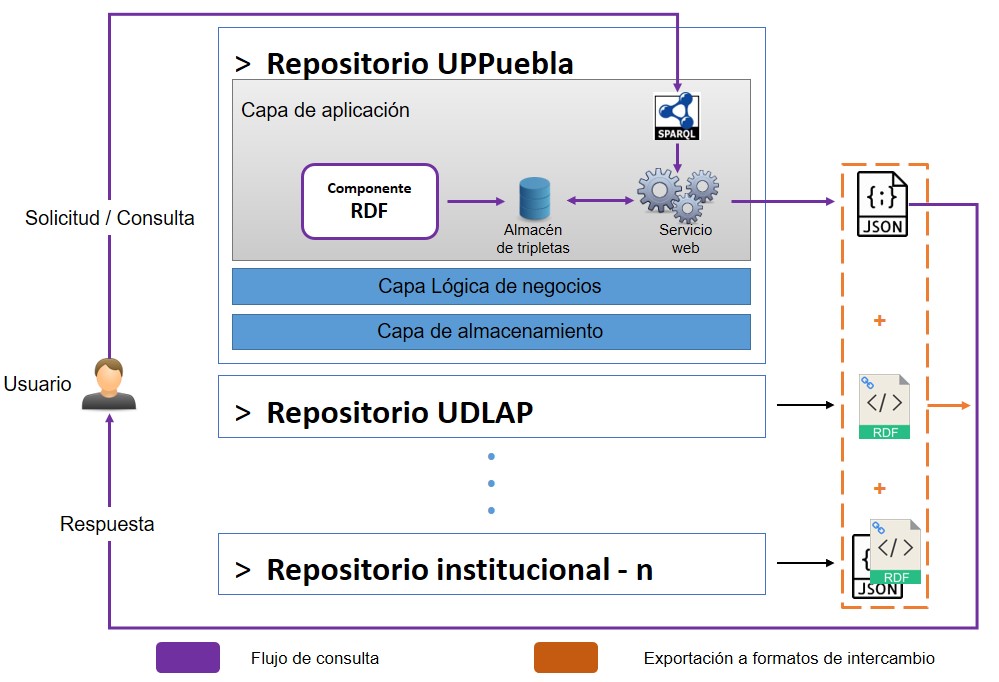 > Repositorio UPPuebla
Capa de aplicación
SPARQL
Componente
RDF
Almacén
de tripletas
Servicio
web
{:}
JSON
Solicitud / Consulta
Capa Lógica de negocios
+
Capa de almacenamiento
Usuario
> Repositorio UDLAP
</>
RDF
+
Respuesta
> Repositorio institucional - n
{
</>
RDF
JSON
Flujo de consulta
Exportación a formatos de intercambio